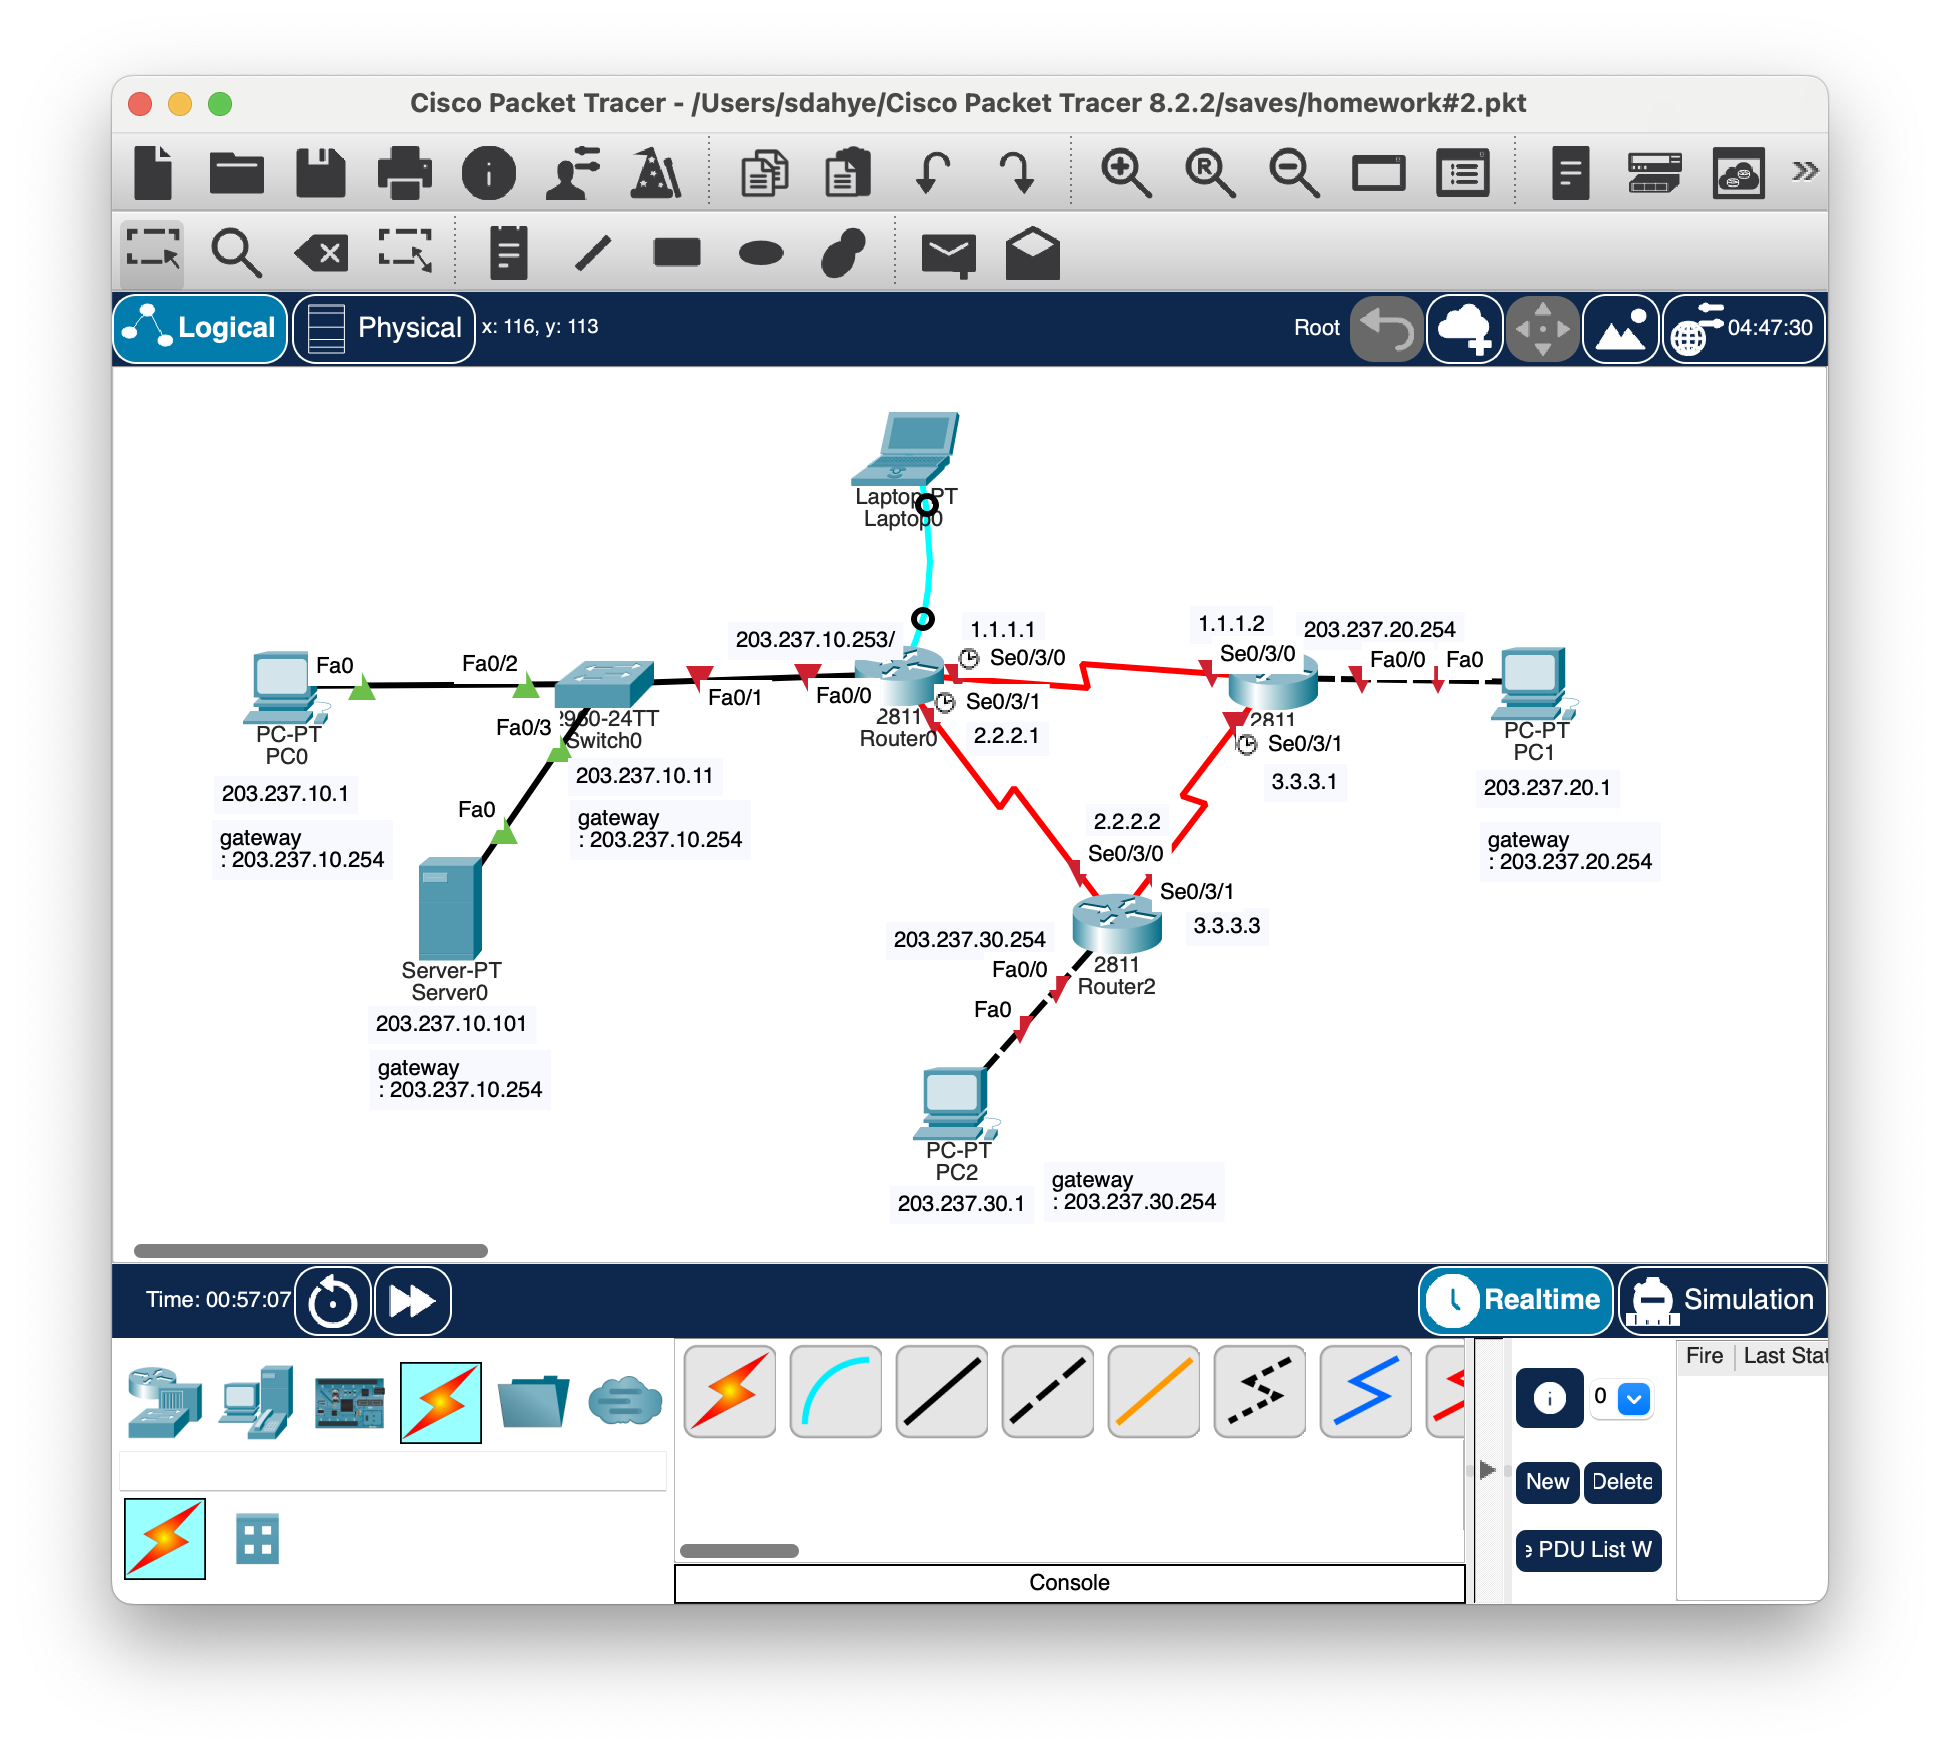 Cisco Packet Tracer - /Users/sdahye/Cisco Packet Tracer 8.2.2/saves/homework#2.pkt
Logical
Physical
x: 116, y: 113
Root
04:47:30
Laptop-PT
Laptop0
203.237.10.253/
1.1.1.1
Se0/3/0
1.1.1.2
Se0/3/0
203.237.20.254
Fa0/0
Fa0
Fa0
Fa0/2
Fa0/1
Fa0/0
Se0/3/1
2.2.2.1
PC-PT
PC0
Fa0/3
2950-24TT
Switch0
2811
Router0
2811
Se0/3/1
3.3.3.1
PC-PT
PC1
203.237.10.1
203.237.10.11
203.237.20.1
gateway
: 203.237.10.254
gateway
: 203.237.10.254
gateway
: 203.237.20.254
Fa0
2.2.2.2
Se0/3/0
Se0/3/1
3.3.3.3
203.237.30.254
Fa0/0
2811
Router2
Fa0
Server-PT
Server0
203.237.10.101
gateway
: 203.237.10.254
PC-PT
PC2
203.237.30.1
gateway
: 203.237.30.254
Time: 00:57:07
Realtime
Simulation
Fire
Last Stat
0
New
Delete
e PDU List W
Console